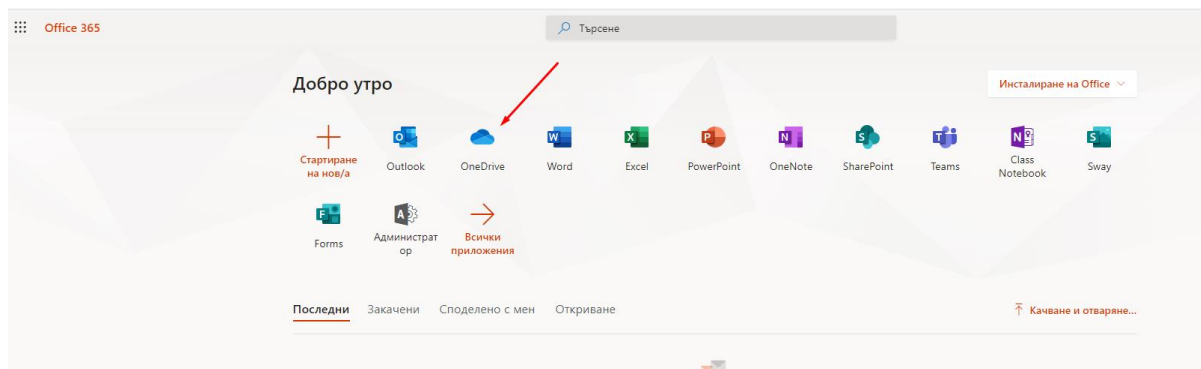 Office 365
Търсене
Добро утро
Инсталиране на Office
Стартиране
на нов/а
Outlook
OneDrive
Word
Excel
PowerPoint
OneNote
SharePoint
Teams
Class
Notebook
Sway
Forms
Администрат
ор
Всички
приложения
Последни
Закачени
Споделено с мен
Откриване
Качване и отваряне...